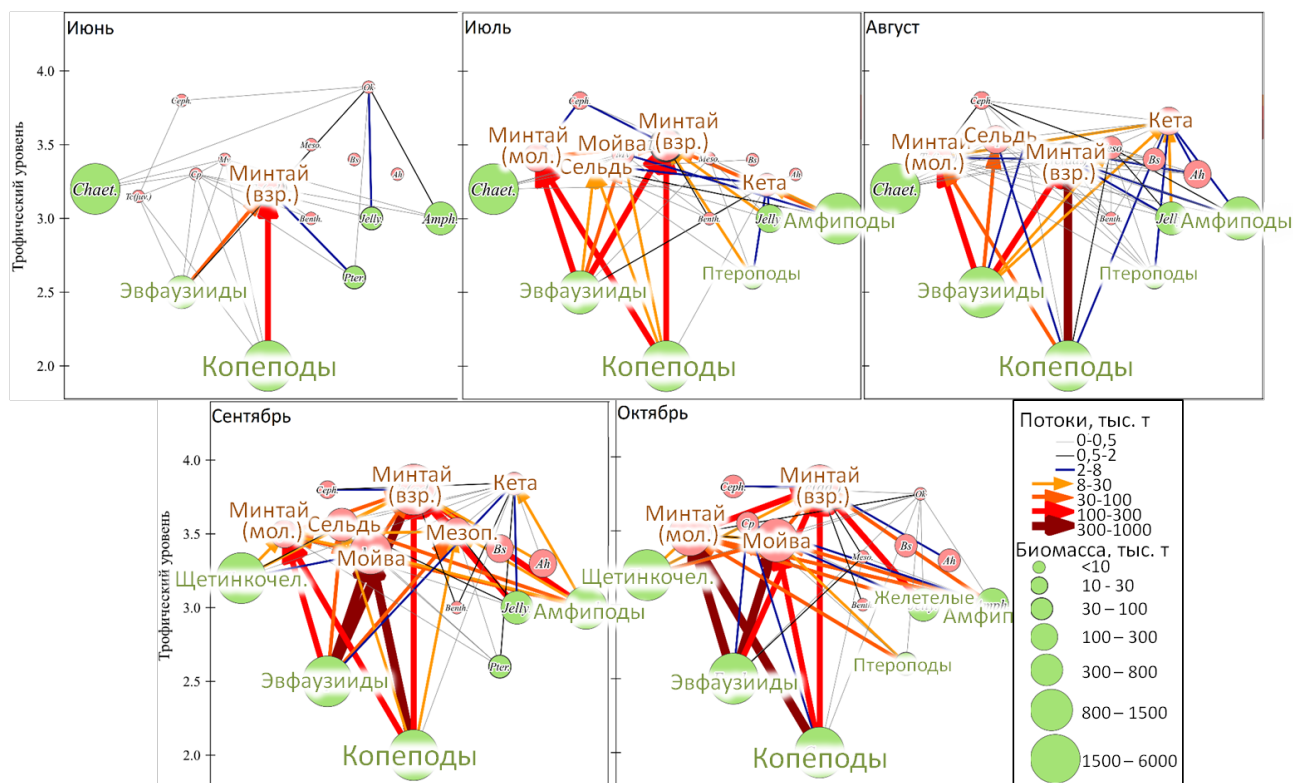 Июнь
Трофический уровень
4.0
3.5
3.0
2.5
2.0
Ceph.
Ok
Meso.
Bs
Ah
Chaet.
Cp
Tc(juv.)
Минтай
(взр.)
Benth.
Jelly.
Amph.
Эвфаузииды
Pter.
Копеподы
Июль
Ceph.
Минтай
(мол.)
Мойва
Минтай
(взр.)
Сельдь
Meso.
Bs
Ah
Chaet.
Кета
Benth.
Jelly
Амфиподы
Птероподы
Эвфаузииды
Копеподы
Август
Ceph.
Кета
Сельдь
Минтай
(мол.)
Минтай
(взр.)
Bs
Ah
Chaet.
Benth.
Jell
Амфиподы
Птероподы
Эвфаузииды
Копеподы
Сентябрь
Трофический уровень
4.0
3.5
3.0
2.5
2.0
Ceph.
Минтай
(взр.)
Кета
Минтай
(мол.)
Сельдь
Мезоп.
Мойва
Bs
Ah
Щетинкочел.
Benth.
Jelly
Амфиподы
Эвфаузииды
Pter.
Копеподы
Октябрь
Ceph.
Минтай
(взр.)
Ok
Минтай
(мол.)
Cp
Мойва
Meso.
Bs
Ah
Щетинкочел.
Benth.
Желетелые
Амфип
Птероподы
Эвфаузииды
Копеподы
Потоки, тыс. т
0-0,5
0,5-2
2-8
8-30
30-100
100-300
300-1000
Биомасса, тыс. т
<10
10 - 30
30 – 100
100 – 300
300 – 800
800 – 1500
1500 – 6000